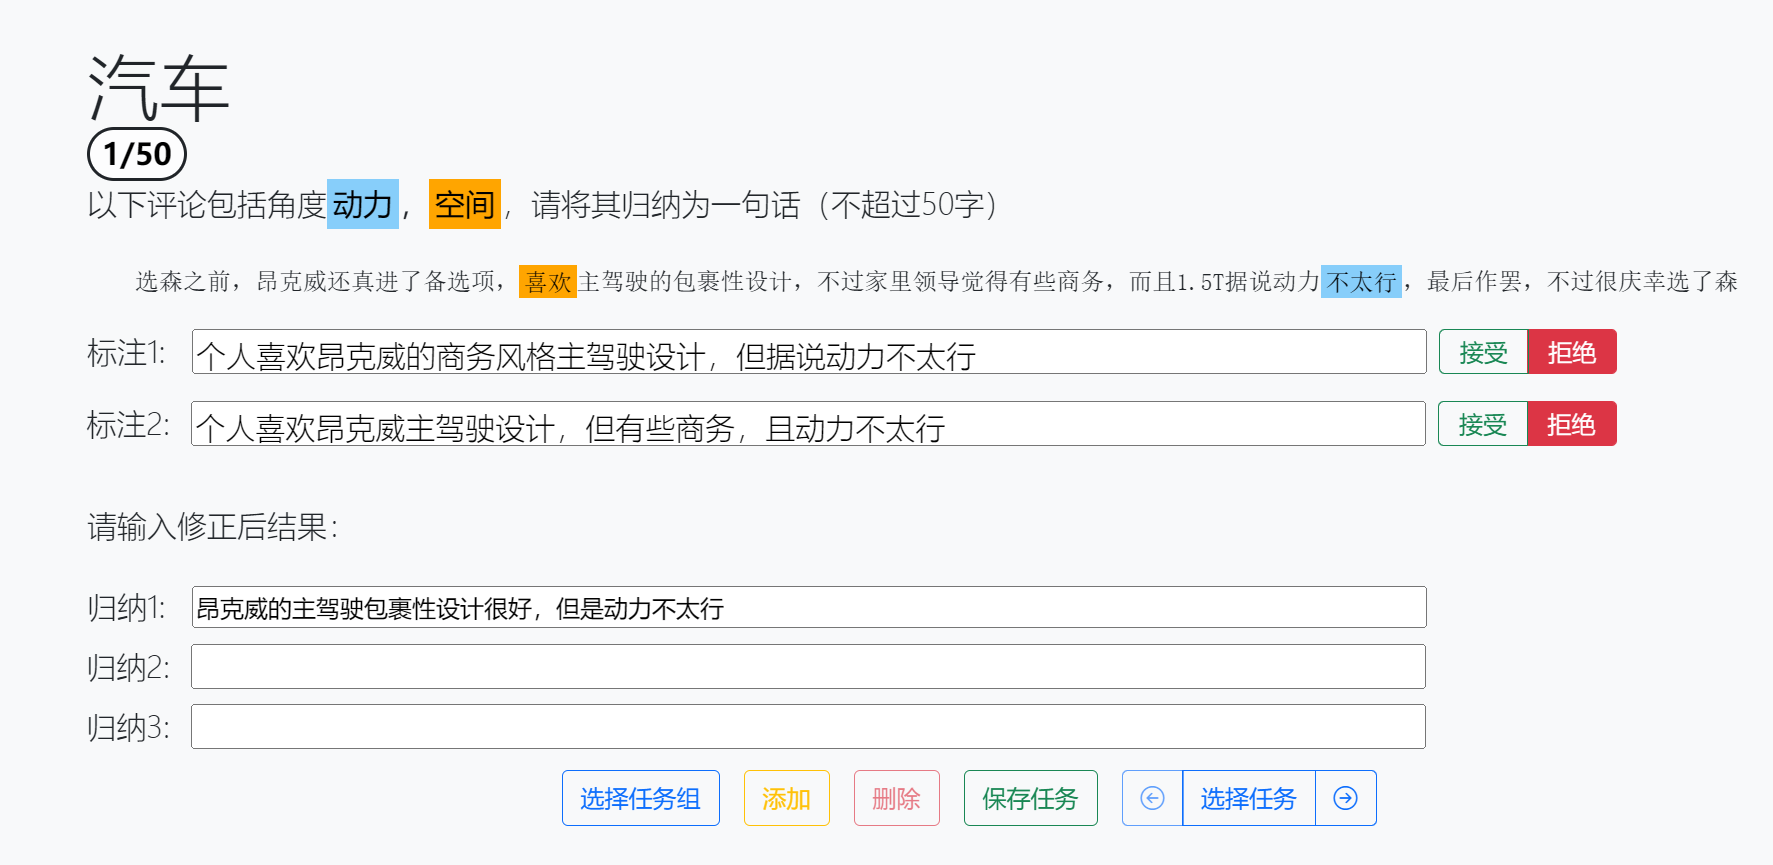 汽车
1/50
以下评论包括角度动力，空间，请将其归纳为一句话（不超过50字）
选森之前，昂克威还真进了备选项，喜欢主驾驶的包裹性设计，不过家里领导觉得有些商务，而且1.5T据说动力不太行，最后作罢，不过很庆幸选了森
标注1: 个人喜欢昂克威的商务风格主驾驶设计，但据说动力不太行 接受 拒绝
标注2: 个人喜欢昂克威主驾驶设计，但有些商务，且动力不太行 接受 拒绝
请输入修正后结果：
归纳1: 昂克威的主驾驶包裹性设计很好，但是动力不太行
归纳2:
归纳3:
选择任务组 添加 删除 保存任务 选择任务